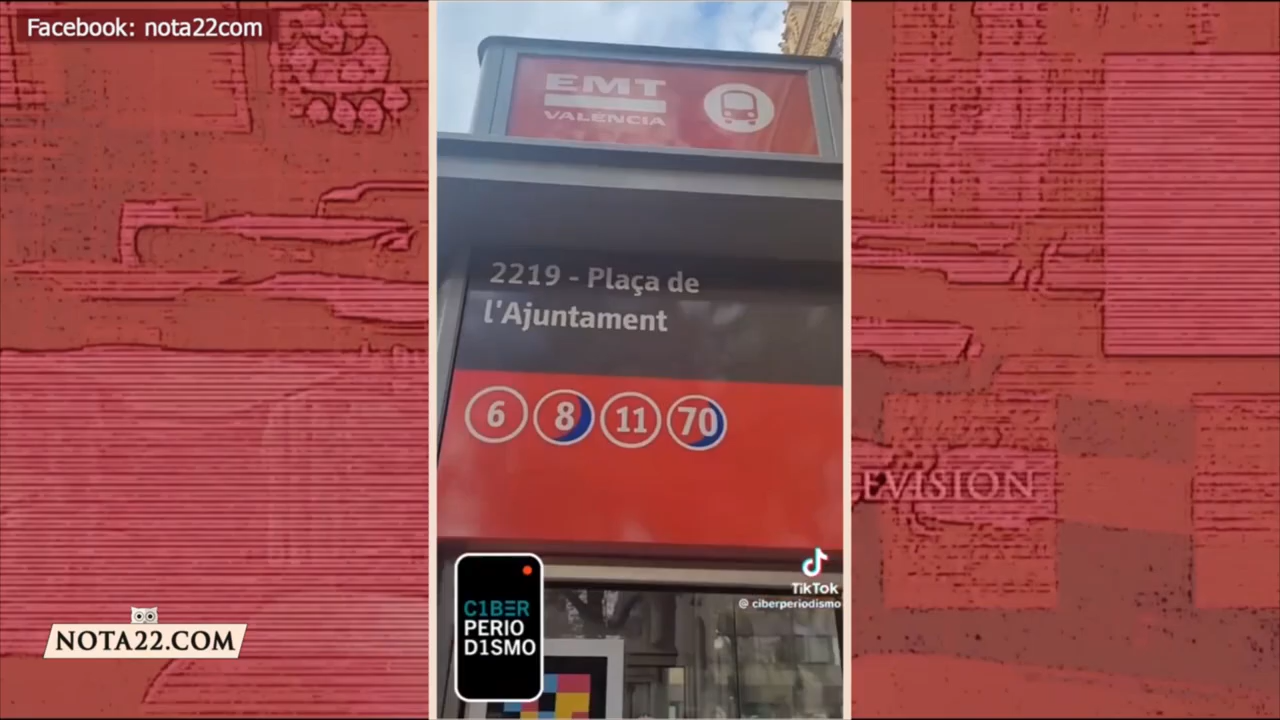 Facebook: nota22com
EMT
VALÈNCIA
2219 - Plaça de
l'Ajuntament
6 8 11 70
EVISIÓN
C1BER
PERIO
D1SMO
TikTok
@ ciberperiodismo
NOTA22.COM